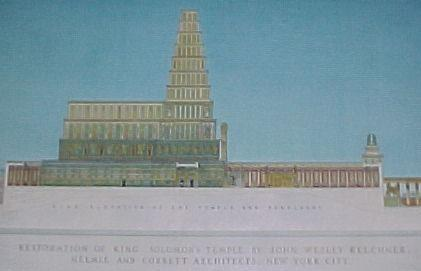 SIDE ELEVATION OF THE TEMPLE AND
RESTORATION OF KING SOLOMON'S TEMPLE BY JOHN WESLEY KELCHNER.
HELMLE AND CORBETT ARCHITECTS. NEW YORK CITY.